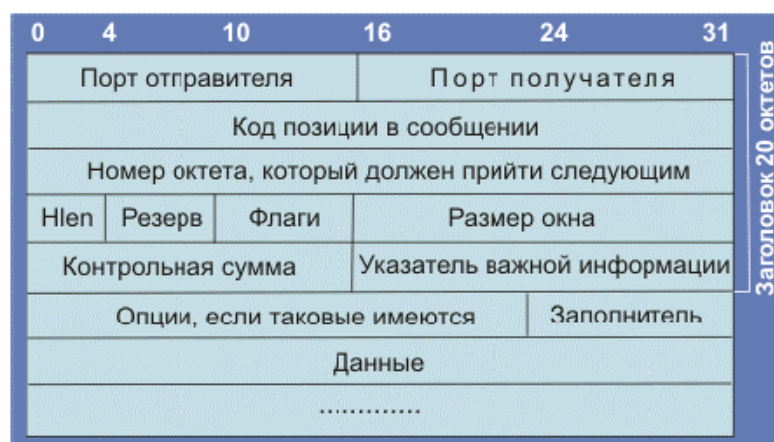 0 4 10 16 24 31
Порт отправителя Порт получателя
Код позиции в сообщении
Номер октета, который должен прийти следующим
Hlen Резерв Флаги Размер окна
Контрольная сумма Указатель важной информации
Опции, если таковые имеются Заполнитель
Данные
.............
Заголовок 20 октетов